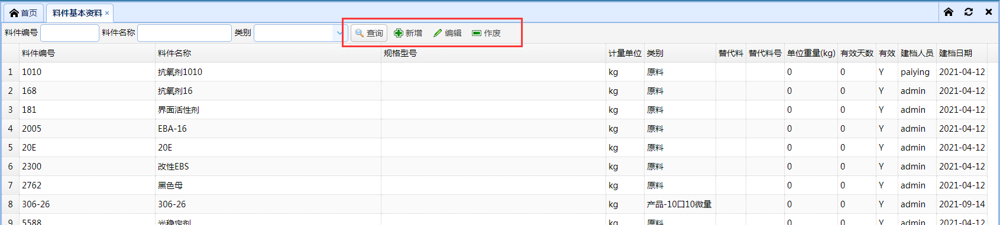 首页 料件基本资料 ×
料件编号 料件名称 类别 查询 新增 编辑 作废
料件编号 料件名称 规格型号 计量单位 类别 替代料 替代料号 单位重量(kg) 有效天数 有效 建档人员 建档日期
1 1010 抗氧剂1010 kg 原料 0 0 Y paiying 2021-04-12
2 168 抗氧剂16 kg 原料 0 0 Y admin 2021-04-12
3 181 界面活性剂 kg 原料 0 0 Y admin 2021-04-12
4 2005 EBA-16 kg 原料 0 0 Y admin 2021-04-12
5 20E 20E kg 原料 0 0 Y admin 2021-04-12
6 2300 改性EBS kg 原料 0 0 Y admin 2021-04-12
7 2762 黑色母 kg 原料 0 0 Y admin 2021-04-12
8 306-26 306-26 kg 产品-10口10微量 0 0 Y admin 2021-09-14
9 5588 光稳定剂 kg 原料 0 0 Y admin 2021-04-12